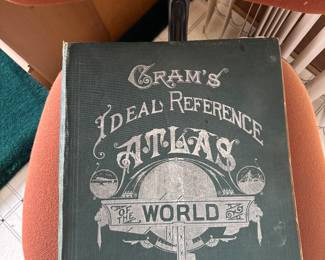 CRAM'S
IDEAL REFERENCE
ATLAS
OF THE WORLD